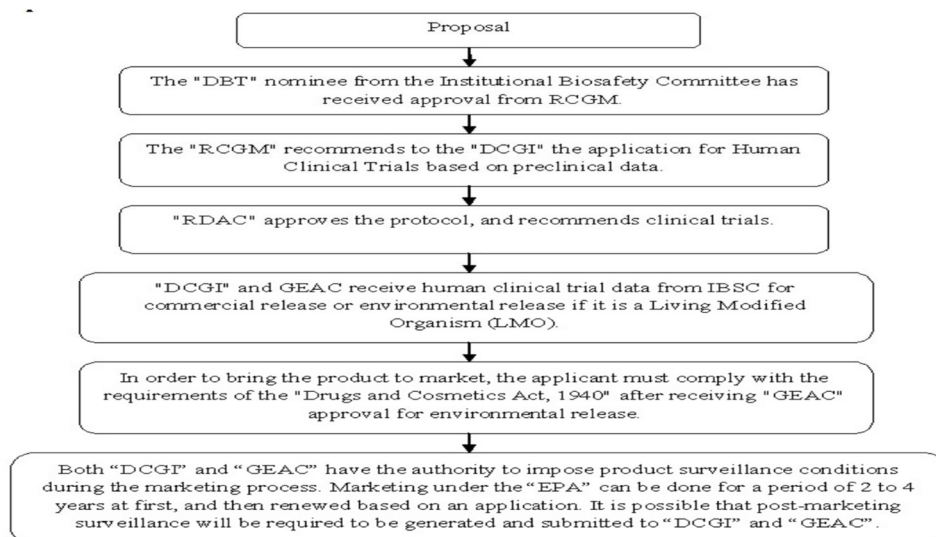 Proposal
The "DBT" nominee from the Institutional Biosafety Committee has
received approval from RCGM.
The "RCGM" recommends to the "DCGI" the application for Human
Clinical Trials based on preclinical data.
"RDAC" approves the protocol, and recommends clinical trials.
"DCGI" and GEAC receive human clinical trial data from IBSC for
commercial release or environmental release if it is a Living Modified
Organism (LMO).
In order to bring the product to market, the applicant must comply with the
requirements of the "Drugs and Cosmetics Act, 1940" after receiving "GEAC"
approval for environmental release.
Both “DCGI” and “GEAC” have the authority to impose product surveillance conditions
during the marketing process. Marketing under the “EPA” can be done for a period of 2 to 4
years at first, and then renewed based on an application. It is possible that post-marketing
surveillance will be required to be generated and submitted to “DCGI” and “GEAC”.